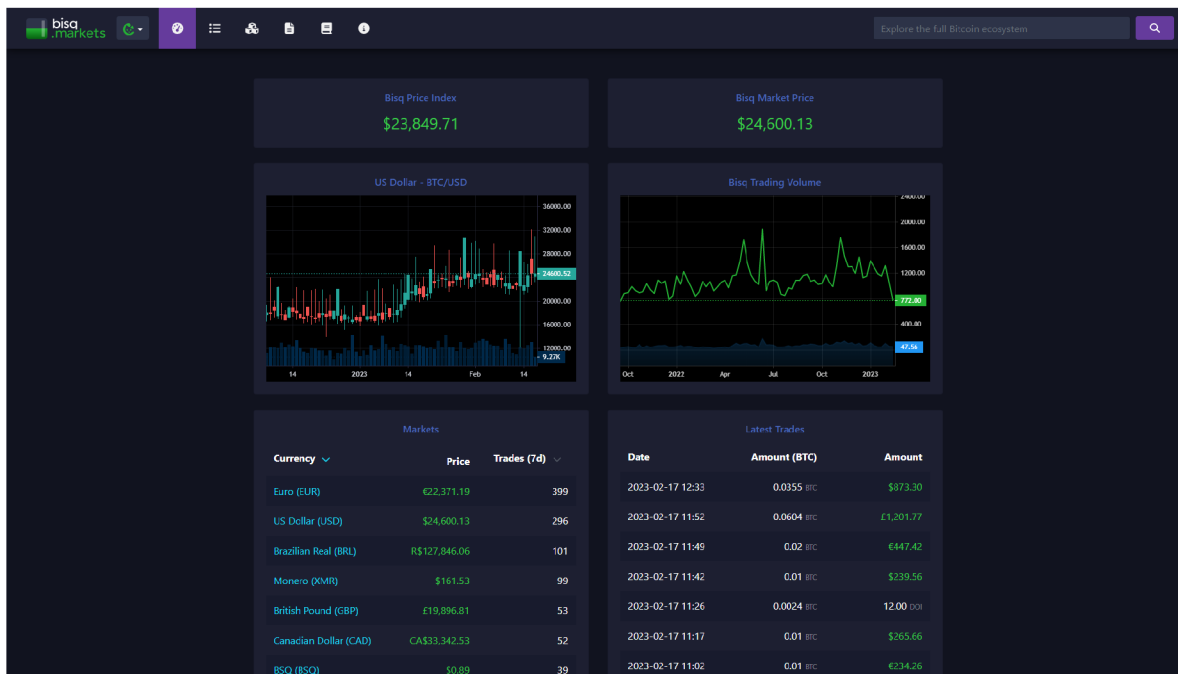 bisq
.markets
Explore the full Bitcoin ecosystem
Bisq Price Index
$23,849.71
Bisq Market Price
$24,600.13
US Dollar - BTC/USD
36000.00
32000.00
28000.00
24600.52
20000.00
16000.00
12000.00
9.27K
14 2023 14 Feb 14
Bisq Trading Volume
2400.00
2000.00
1600.00
1200.00
772.00
400.00
47.56
Oct 2022 Apr Jul Oct 2023
Markets
Currency Price Trades (7d)
Euro (EUR) €22,371.19 399
US Dollar (USD) $24,600.13 296
Brazilian Real (BRL) R$127,846.06 101
Monero (XMR) $161.53 99
British Pound (GBP) £19,896.81 53
Canadian Dollar (CAD) CA$33,342.53 52
BSQ (BSQ) $0.89 39
Latest Trades
Date Amount (BTC) Amount
2023-02-17 12:33 0.0355 BTC $873.30
2023-02-17 11:52 0.0604 BTC £1,201.77
2023-02-17 11:49 0.02 BTC €447.42
2023-02-17 11:42 0.01 BTC $239.56
2023-02-17 11:26 0.0024 BTC 12.00
2023-02-17 11:17 0.01 BTC $265.66
2023-02-17 11:02 0.01 BTC €234.26